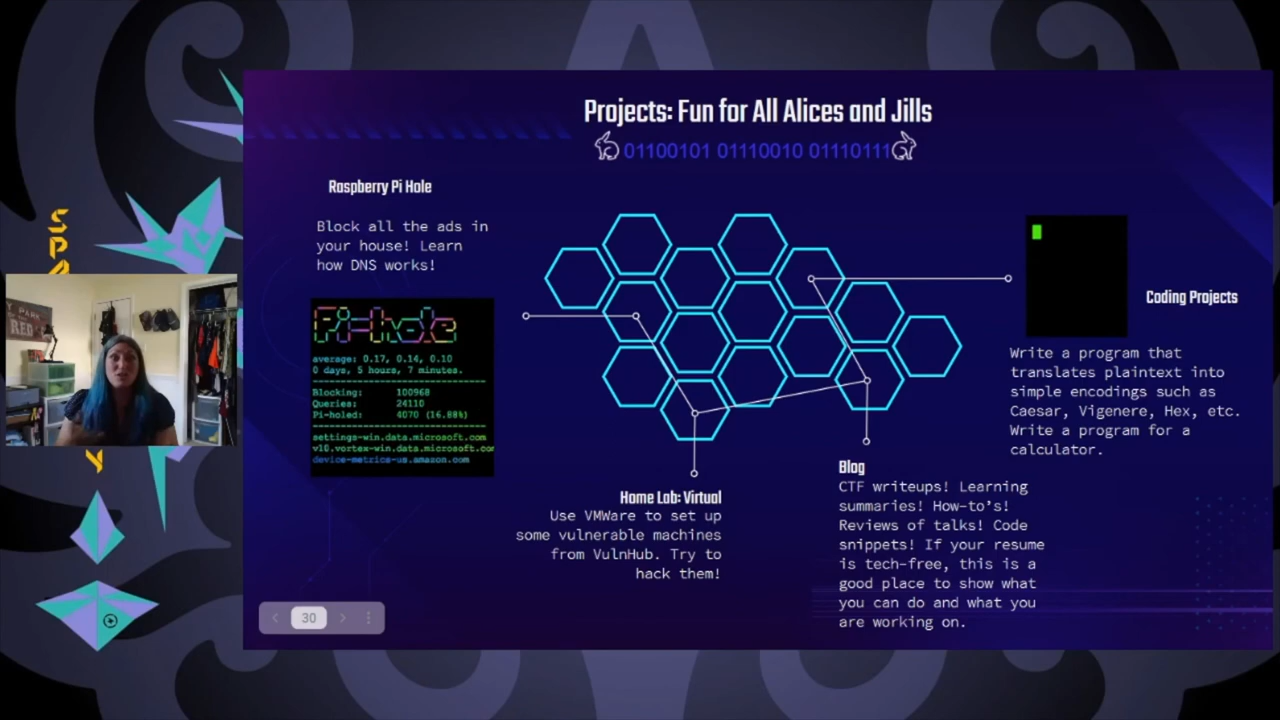 Projects: Fun for All Alices and Jills
01100101 01110010 01110111
Raspberry Pi Hole
Block all the ads in
your house! Learn
how DNS works!
Pi-hole
average: 0.17, 0.14, 0.10
0 days, 5 hours, 7 minutes.
Blocking: 100968
Queries: 24110
Pi-holed: 4070 (16.88%)
settings-win.data.microsoft.com
v10.vortex-win.data.microsoft.com
device-metrics-us.amazon.com
Home Lab: Virtual
Use VMWare to set up
some vulnerable machines
from VulnHub. Try to
hack them!
Blog
CTF writeups! Learning
summaries! How-to's!
Reviews of talks! Code
snippets! If your resume
is tech-free, this is a
good place to show what
you can do and what you
are working on.
Coding Projects
Write a program that
translates plaintext into
simple encodings such as
Caesar, Vigenere, Hex, etc.
Write a program for a
calculator.
30
PARK
RED